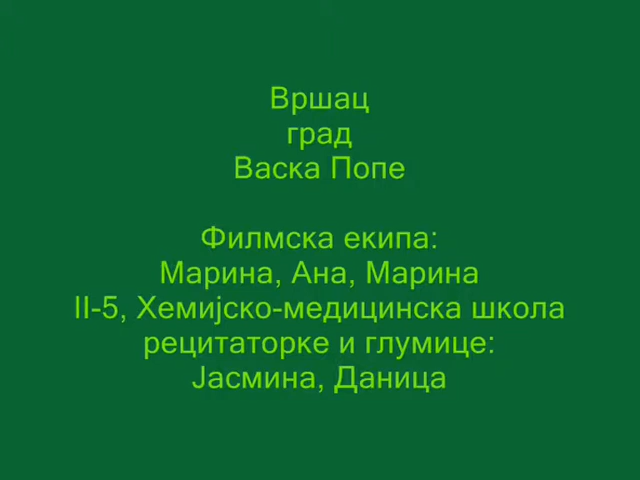 Вршац
град
Васка Попе
Филмска екипа:
Марина, Ана, Марина
II-5, Хемијско-медицинска школа
рецитаторке и глумице:
Јасмина, Даница